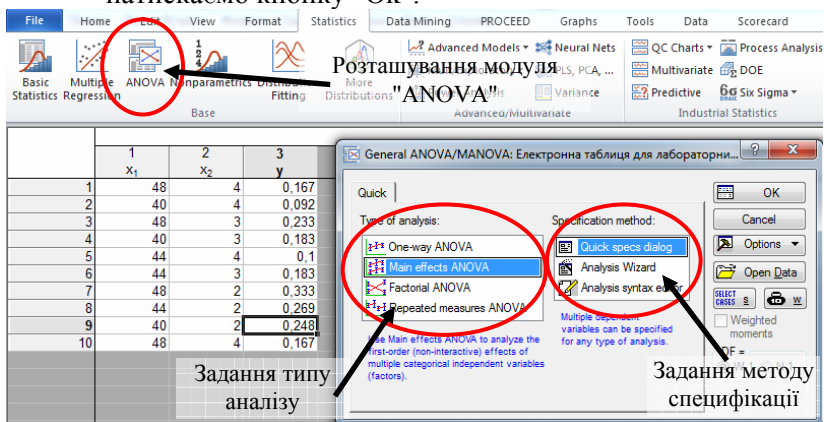 натискаємо кнопку "Ok".
File Home Edit View Format Statistics Data Mining PROCEED Graphs Tools Data Scorecard
Basic Statistics
Multiple Regression
ANOVA
Nonparametrics
Distribution Fitting
More Distributions
Base
Advanced Models
Neural Nets
PLS, PCA, ...
Variance
Advanced/Multivariate
QC Charts
Process Analysis
Multivariate
DOE
Predictive
6σ Six Sigma
Industrial Statistics
Розташування модуля
"ANOVA"
1 2 3
x1 x2 y
1 48 4 0,167
2 40 4 0,092
3 48 3 0,233
4 40 3 0,183
5 44 4 0,1
6 44 3 0,183
7 48 2 0,333
8 44 2 0,269
9 40 2 0,248
10 48 4 0,167
General ANOVA/MANOVA: Електронна таблиця для лабораторни...
Quick
Type of analysis:
One-way ANOVA
Main effects ANOVA
Factorial ANOVA
Repeated measures ANOVA
Use Main effects ANOVA to analyze the
first-order (non-interactive) effects of
multiple categorical independent variables
(factors).
Specification method:
Quick specs dialog
Analysis Wizard
Analysis syntax editor
Multiple dependent
variables can be specified
for any type of analysis.
OK
Cancel
Options
Open Data
SELECT CASES S W
Weighted
moments
DF =
Задання типу
аналізу
Задання методу
специфікації